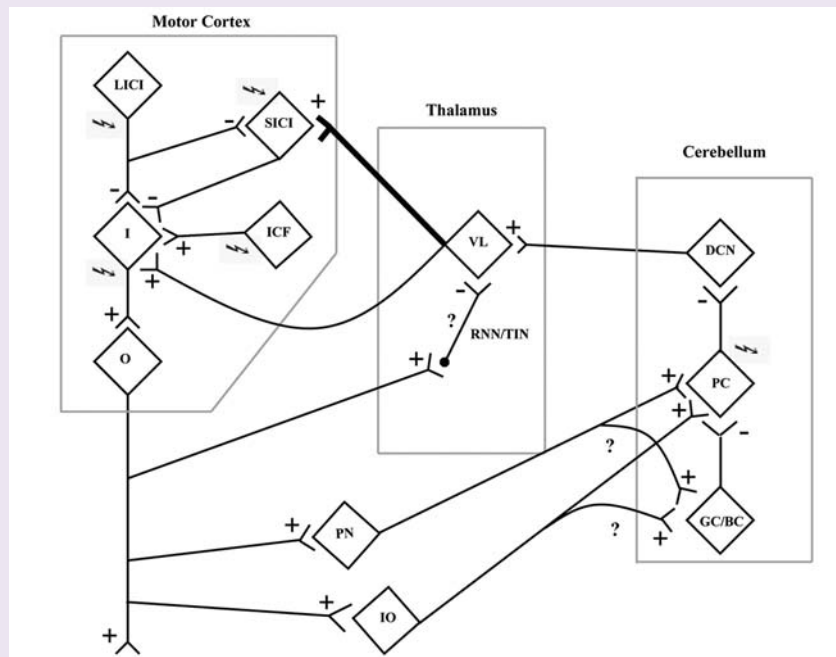 Motor Cortex
LICI
SICI
+
-
Thalamus
Cerebellum
-
-
I
+
ICF
VL
+
DCN
+
-
-
?
RNN/TIN
+
O
+
+
PC
+
-
?
+
PN
+
GC/BC
?
+
+
IO
+